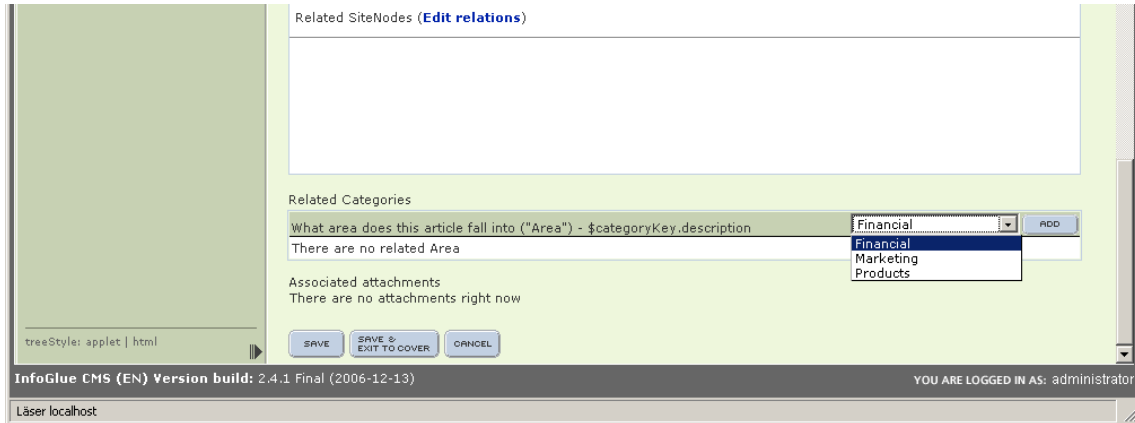 Related SiteNodes (Edit relations)
Related Categories
What area does this article fall into ("Area") - $categoryKey.description
Financial
ADD
There are no related Area
Financial
Marketing
Products
Associated attachments
There are no attachments right now
treeStyle: applet | html
SAVE
SAVE &
EXIT TO COVER
CANCEL
InfoGlue CMS (EN) Version build: 2.4.1 Final (2006-12-13)
YOU ARE LOGGED IN AS: administrator
Läser localhost